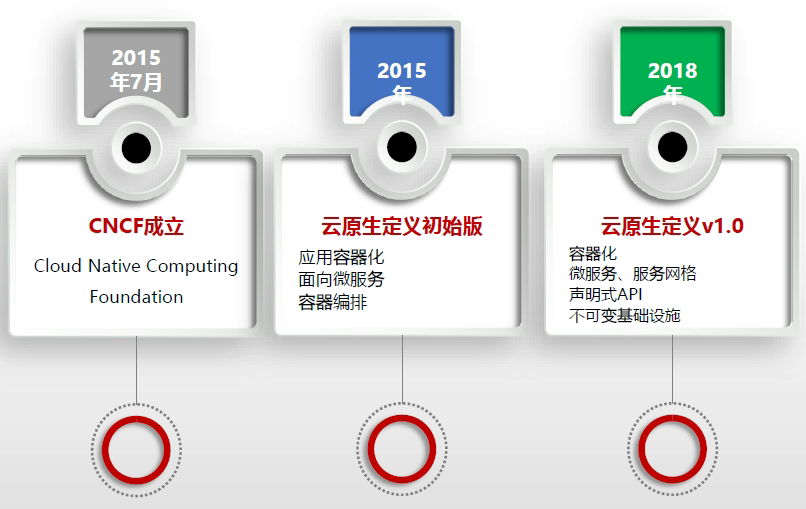 2015
年7月
2015
年
2018
年
CNCF成立
Cloud Native Computing
Foundation
云原生定义初始版
应用容器化
面向微服务
容器编排
云原生定义v1.0
容器化
微服务、服务网格
声明式API
不可变基础设施